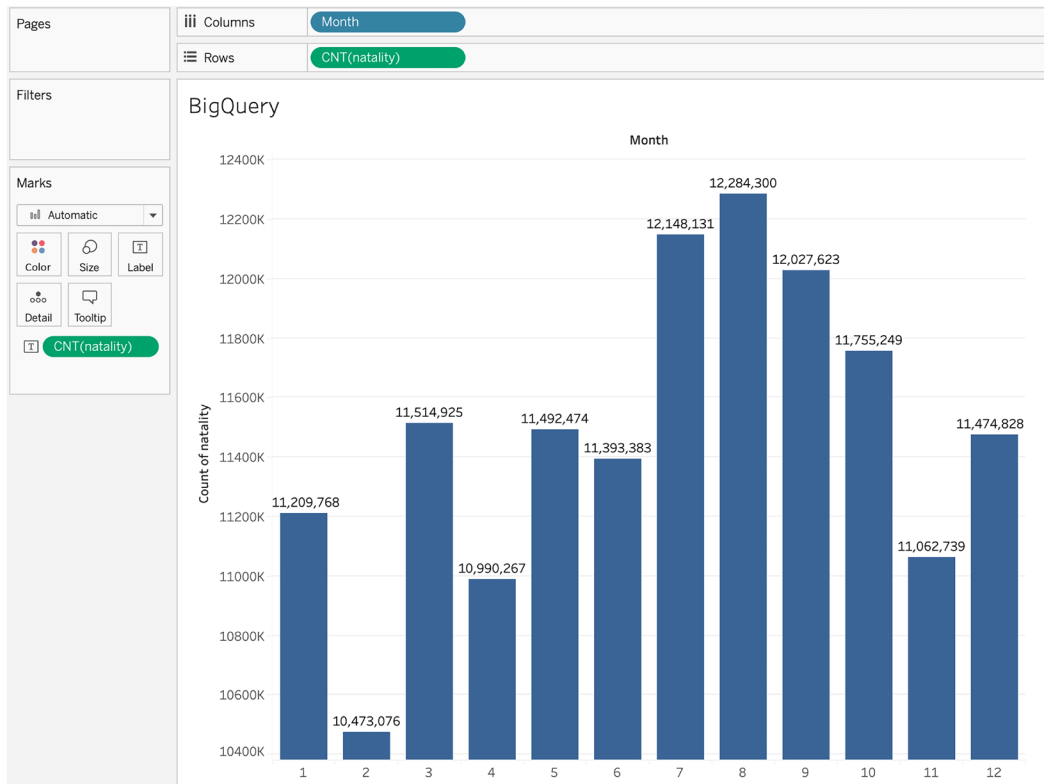 Pages
Columns
Month
Rows
CNT(natality)
Filters
Marks
Automatic
Color
Size
Label
Detail
Tooltip
CNT(natality)
BigQuery
Month
Count of natality
12400K
12200K
12000K
11800K
11600K
11400K
11200K
11000K
10800K
10600K
10400K
11,209,768
10,473,076
11,514,925
10,990,267
11,492,474
11,393,383
12,148,131
12,284,300
12,027,623
11,755,249
11,062,739
11,474,828
1 2 3 4 5 6 7 8 9 10 11 12